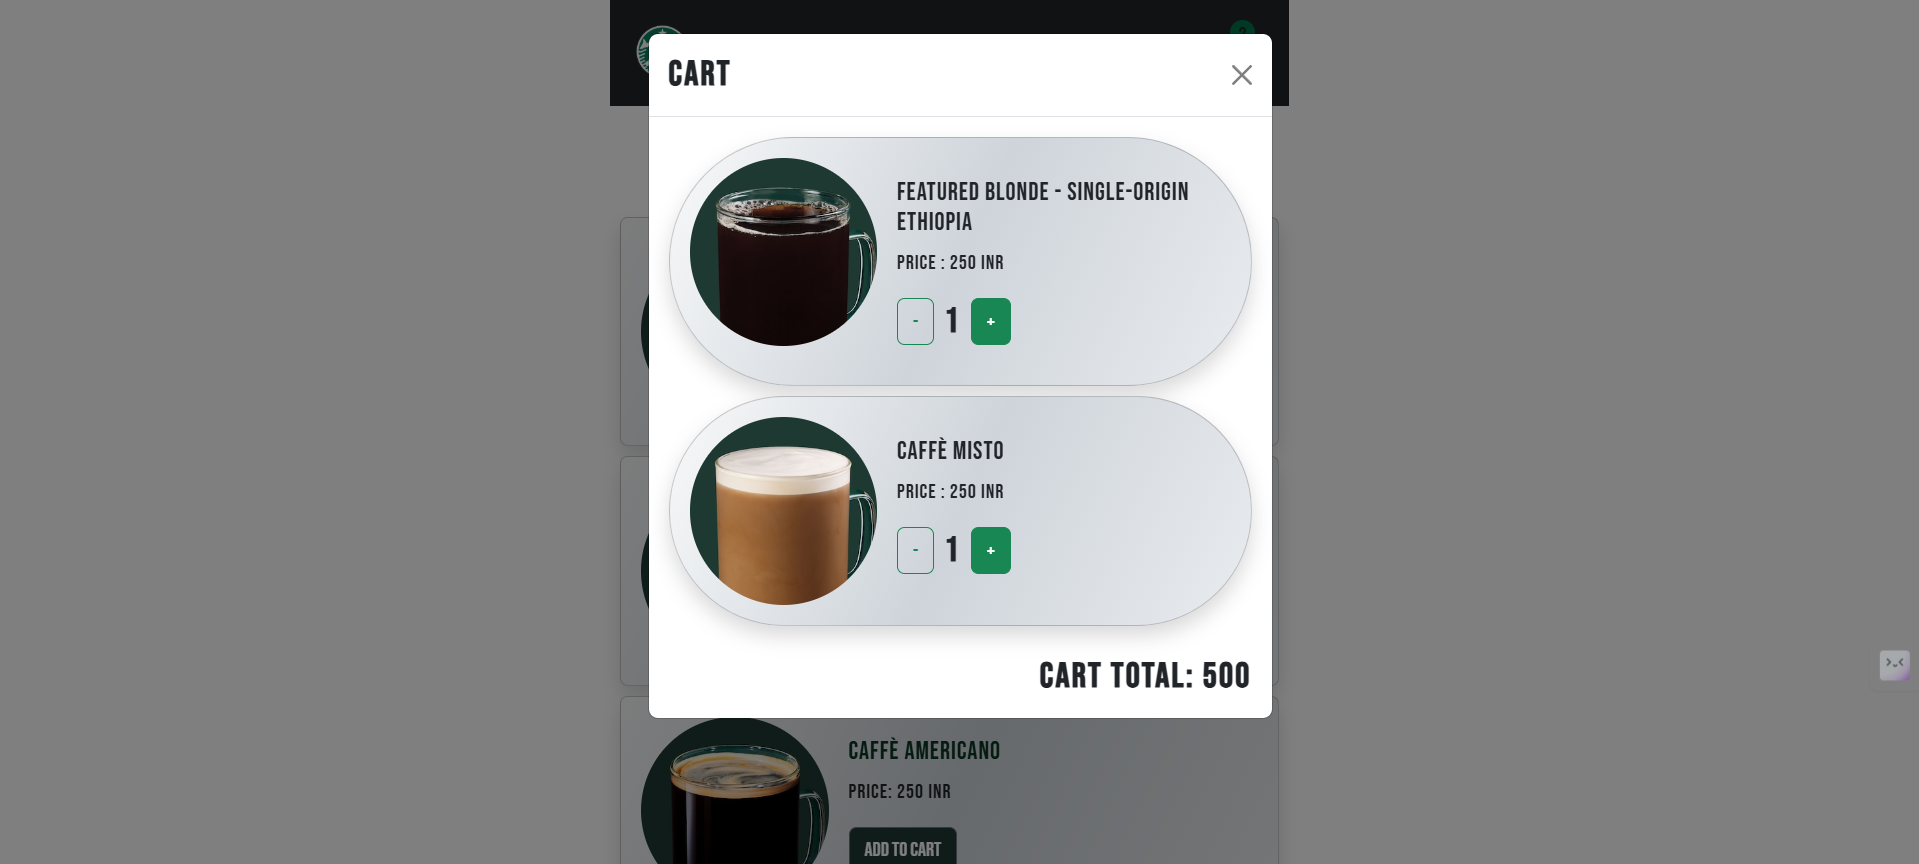 CART
FEATURED BLONDE - SINGLE-ORIGIN
ETHIOPIA
PRICE : 250 INR
- 1 +
CAFFÈ MISTO
PRICE : 250 INR
- 1 +
CART TOTAL: 500
CAFFÈ AMERICANO
PRICE: 250 INR
ADD TO CART